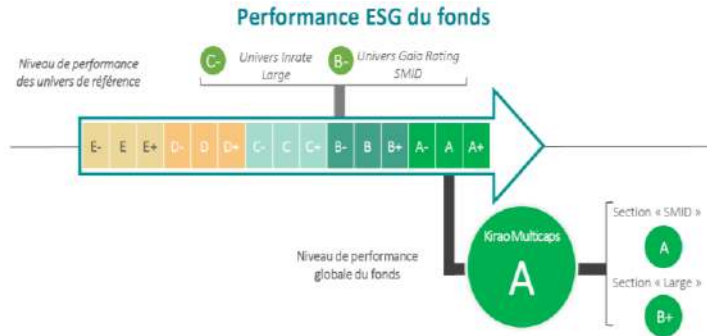 Performance ESG du fonds
Niveau de performance
des univers de référence
C-
Univers Inrate
Large
B-
Univers Gaïa Rating
SMID
E- E E+ D- D D+ C- C C+ B- B B+ A- A A+
Niveau de performance
globale du fonds
Kirao Multicaps
A
Section « SMID »
A
Section « Large »
B+